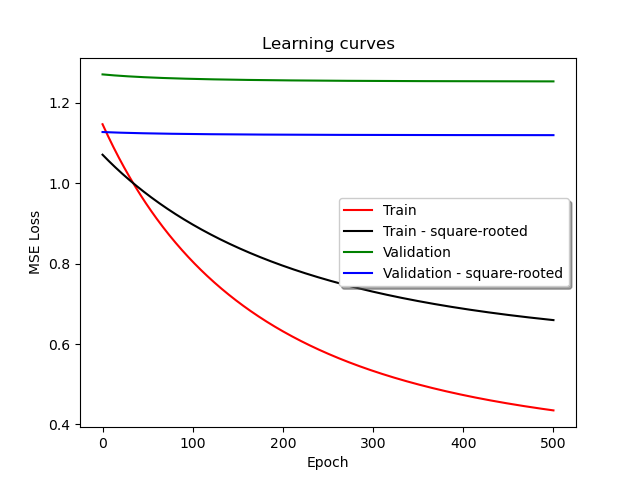 Learning curves
MSE Loss
1.2
1.0
0.8
0.6
0.4
Train
Train - square-rooted
Validation
Validation - square-rooted
0 100 200 300 400 500
Epoch